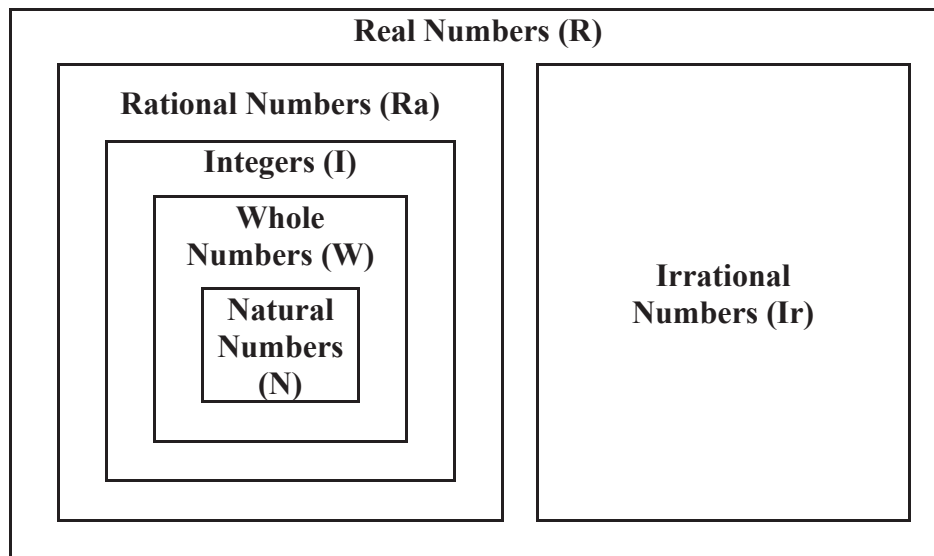 Real Numbers (R)
Rational Numbers (Ra)
Integers (I)
Whole
Numbers (W)
Natural
Numbers
(N)
Irrational
Numbers (Ir)